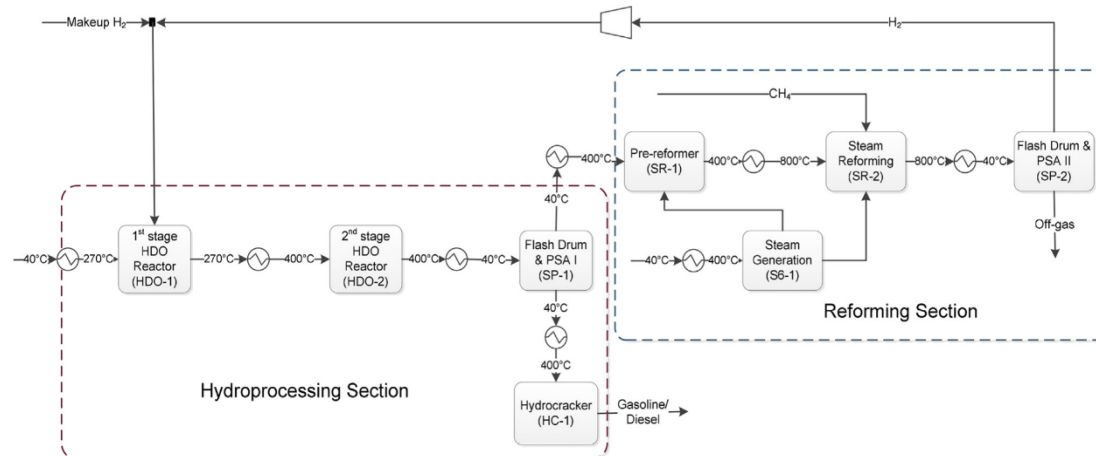 Makeup H₂
H₂
CH₄
Pre-reformer
(SR-1)
400°C
400°C
800°C
Steam
Reforming
(SR-2)
800°C
40°C
Flash Drum &
PSA II
(SP-2)
Off-gas
40°C
40°C
400°C
Steam
Generation
(S6-1)
Reforming Section
40°C
270°C
1st stage
HDO
Reactor
(HDO-1)
270°C
400°C
2nd stage
HDO
Reactor
(HDO-2)
400°C
40°C
Flash Drum
& PSA I
(SP-1)
40°C
400°C
Hydroprocessing Section
Hydrocracker
(HC-1)
Gasoline/
Diesel